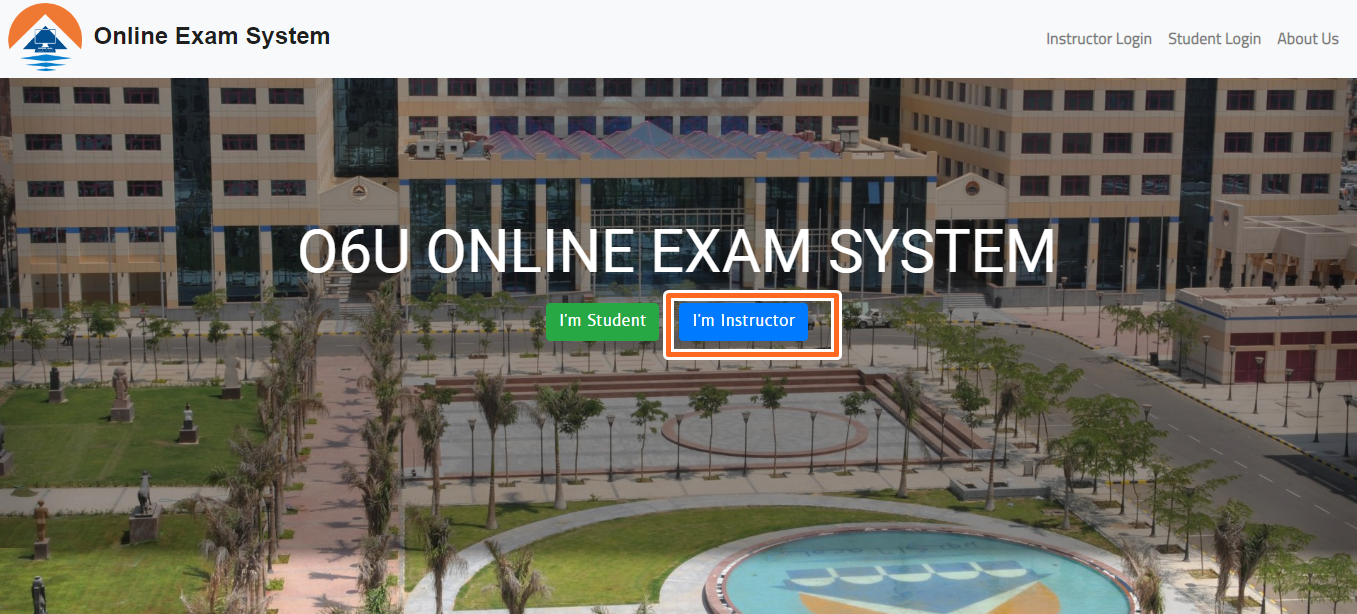 Online Exam System
Instructor Login Student Login About Us
O6U ONLINE EXAM SYSTEM
I'm Student I'm Instructor